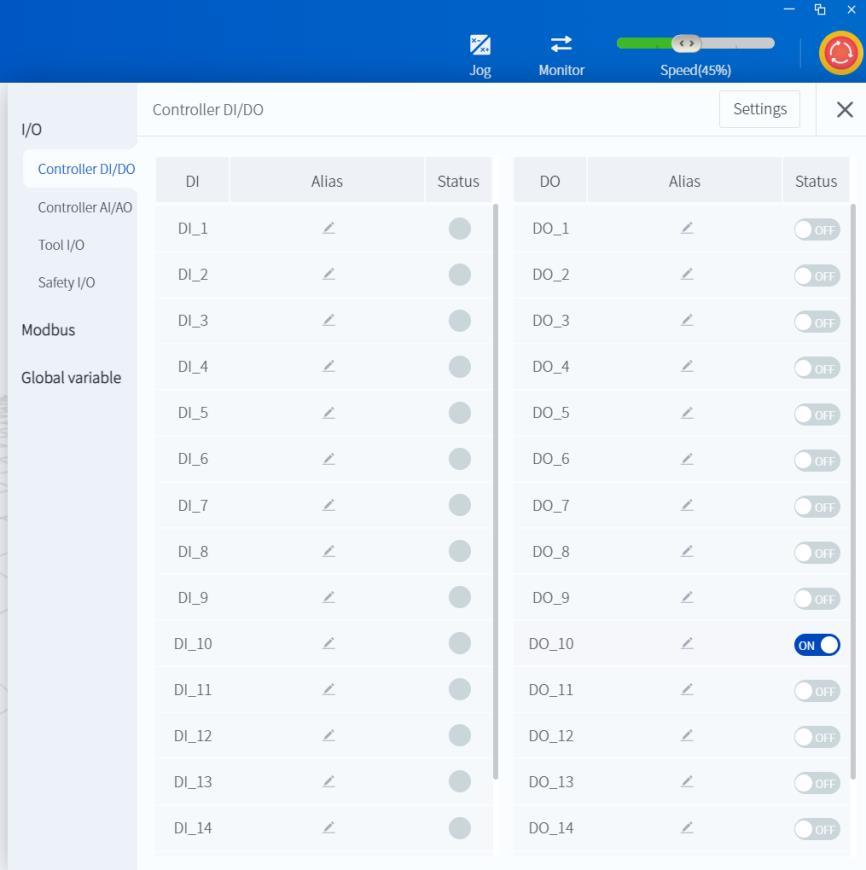 Jog
Monitor
Speed(45%)
I/O
Controller DI/DO
Controller AI/AO
Tool I/O
Safety I/O
Modbus
Global variable
Controller DI/DO
Settings
DI Alias Status DO Alias Status
DI_1 DO_1 OFF
DI_2 DO_2 OFF
DI_3 DO_3 OFF
DI_4 DO_4 OFF
DI_5 DO_5 OFF
DI_6 DO_6 OFF
DI_7 DO_7 OFF
DI_8 DO_8 OFF
DI_9 DO_9 OFF
DI_10 DO_10 ON
DI_11 DO_11 OFF
DI_12 DO_12 OFF
DI_13 DO_13 OFF
DI_14 DO_14 OFF